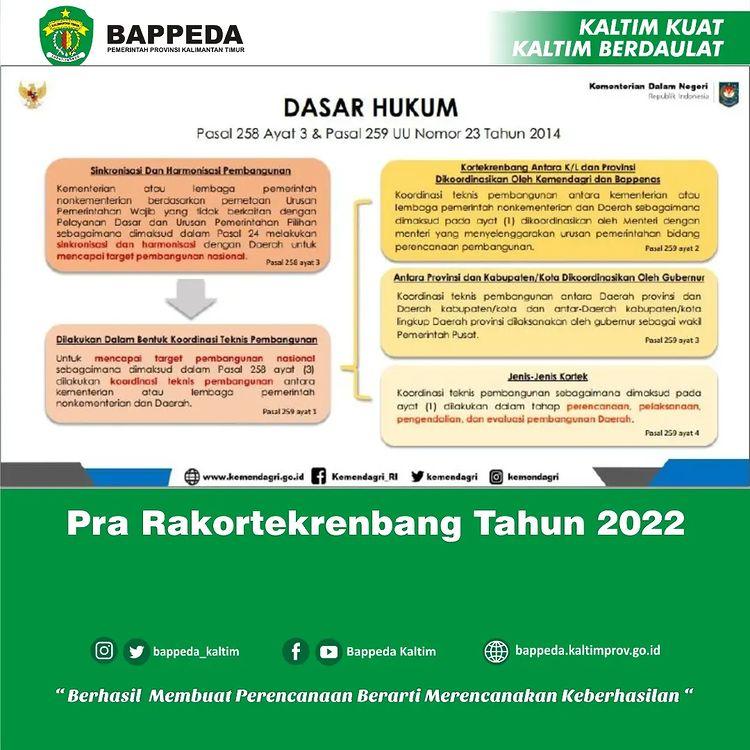 BAPPEDA
PEMERINTAH PROVINSI KALIMANTAN TIMUR
KALTIM KUAT
KALTIM BERDAULAT
Kementerian Dalam Negeri
Republik Indonesia
DASAR HUKUM
Pasal 258 Ayat 3 & Pasal 259 UU Nomor 23 Tahun 2014
Sinkronisasi Dan Harmonisasi Pembangunan
Kementerian atau lembaga pemerintah
nonkementerian berdasarkan pemetaan Urusan
Pemerintahan Wajib yang tidak berkaitan dengan
Pelayanan Dasar dan Urusan Pemerintahan Pilihan
sebagaimana dimaksud dalam Pasal 24 melakukan
sinkronisasi dan harmonisasi dengan Daerah untuk
mencapai target pembangunan nasional.
Pasal 258 ayat 3
Dilakukan Dalam Bentuk Koordinasi Teknis Pembangunan
Untuk mencapai target pembangunan nasional
sebagaimana dimaksud dalam Pasal 258 ayat (3)
dilakukan koordinasi teknis pembangunan antara
kementerian atau lembaga pemerintah
nonkementerian dan Daerah.
Pasal 259 ayat 1
Kortekrenbang Antara K/L dan Provinsi
Dikoordinasikan Oleh Kemendagri dan Bappenas
Koordinasi teknis pembangunan antara kementerian atau
lembaga pemerintah nonkementerian dan Daerah sebagaimana
dimaksud pada ayat (1) dikoordinasikan oleh Menteri dengan
menteri yang menyelenggarakan urusan pemerintahan bidang
perencanaan pembangunan.
Pasal 259 ayat 2
Antara Provinsi dan Kabupaten/Kota Dikoordinasikan Oleh Gubernur
Koordinasi teknis pembangunan antara Daerah provinsi dan
Daerah kabupaten/kota dan antar-Daerah kabupaten/kota
lingkup Daerah provinsi dilaksanakan oleh gubernur sebagai wakil
Pemerintah Pusat.
Pasal 259 ayat 3
Jenis-Jenis Kortek
Koordinasi teknis pembangunan sebagaimana dimaksud pada
ayat (1) dilakukan dalam tahap perencanaan, pelaksanaan,
pengendalian, dan evaluasi pembangunan Daerah.
Pasal 259 ayat 4
www.kemendagri.go.id
Kemendagri_RI
kemendagri
kemendagri
Pra Rakortekrenbang Tahun 2022
bappeda_kaltim
Bappeda Kaltim
bappeda.kaltimprov.go.id
“ Berhasil Membuat Perencanaan Berarti Merencanakan Keberhasilan “